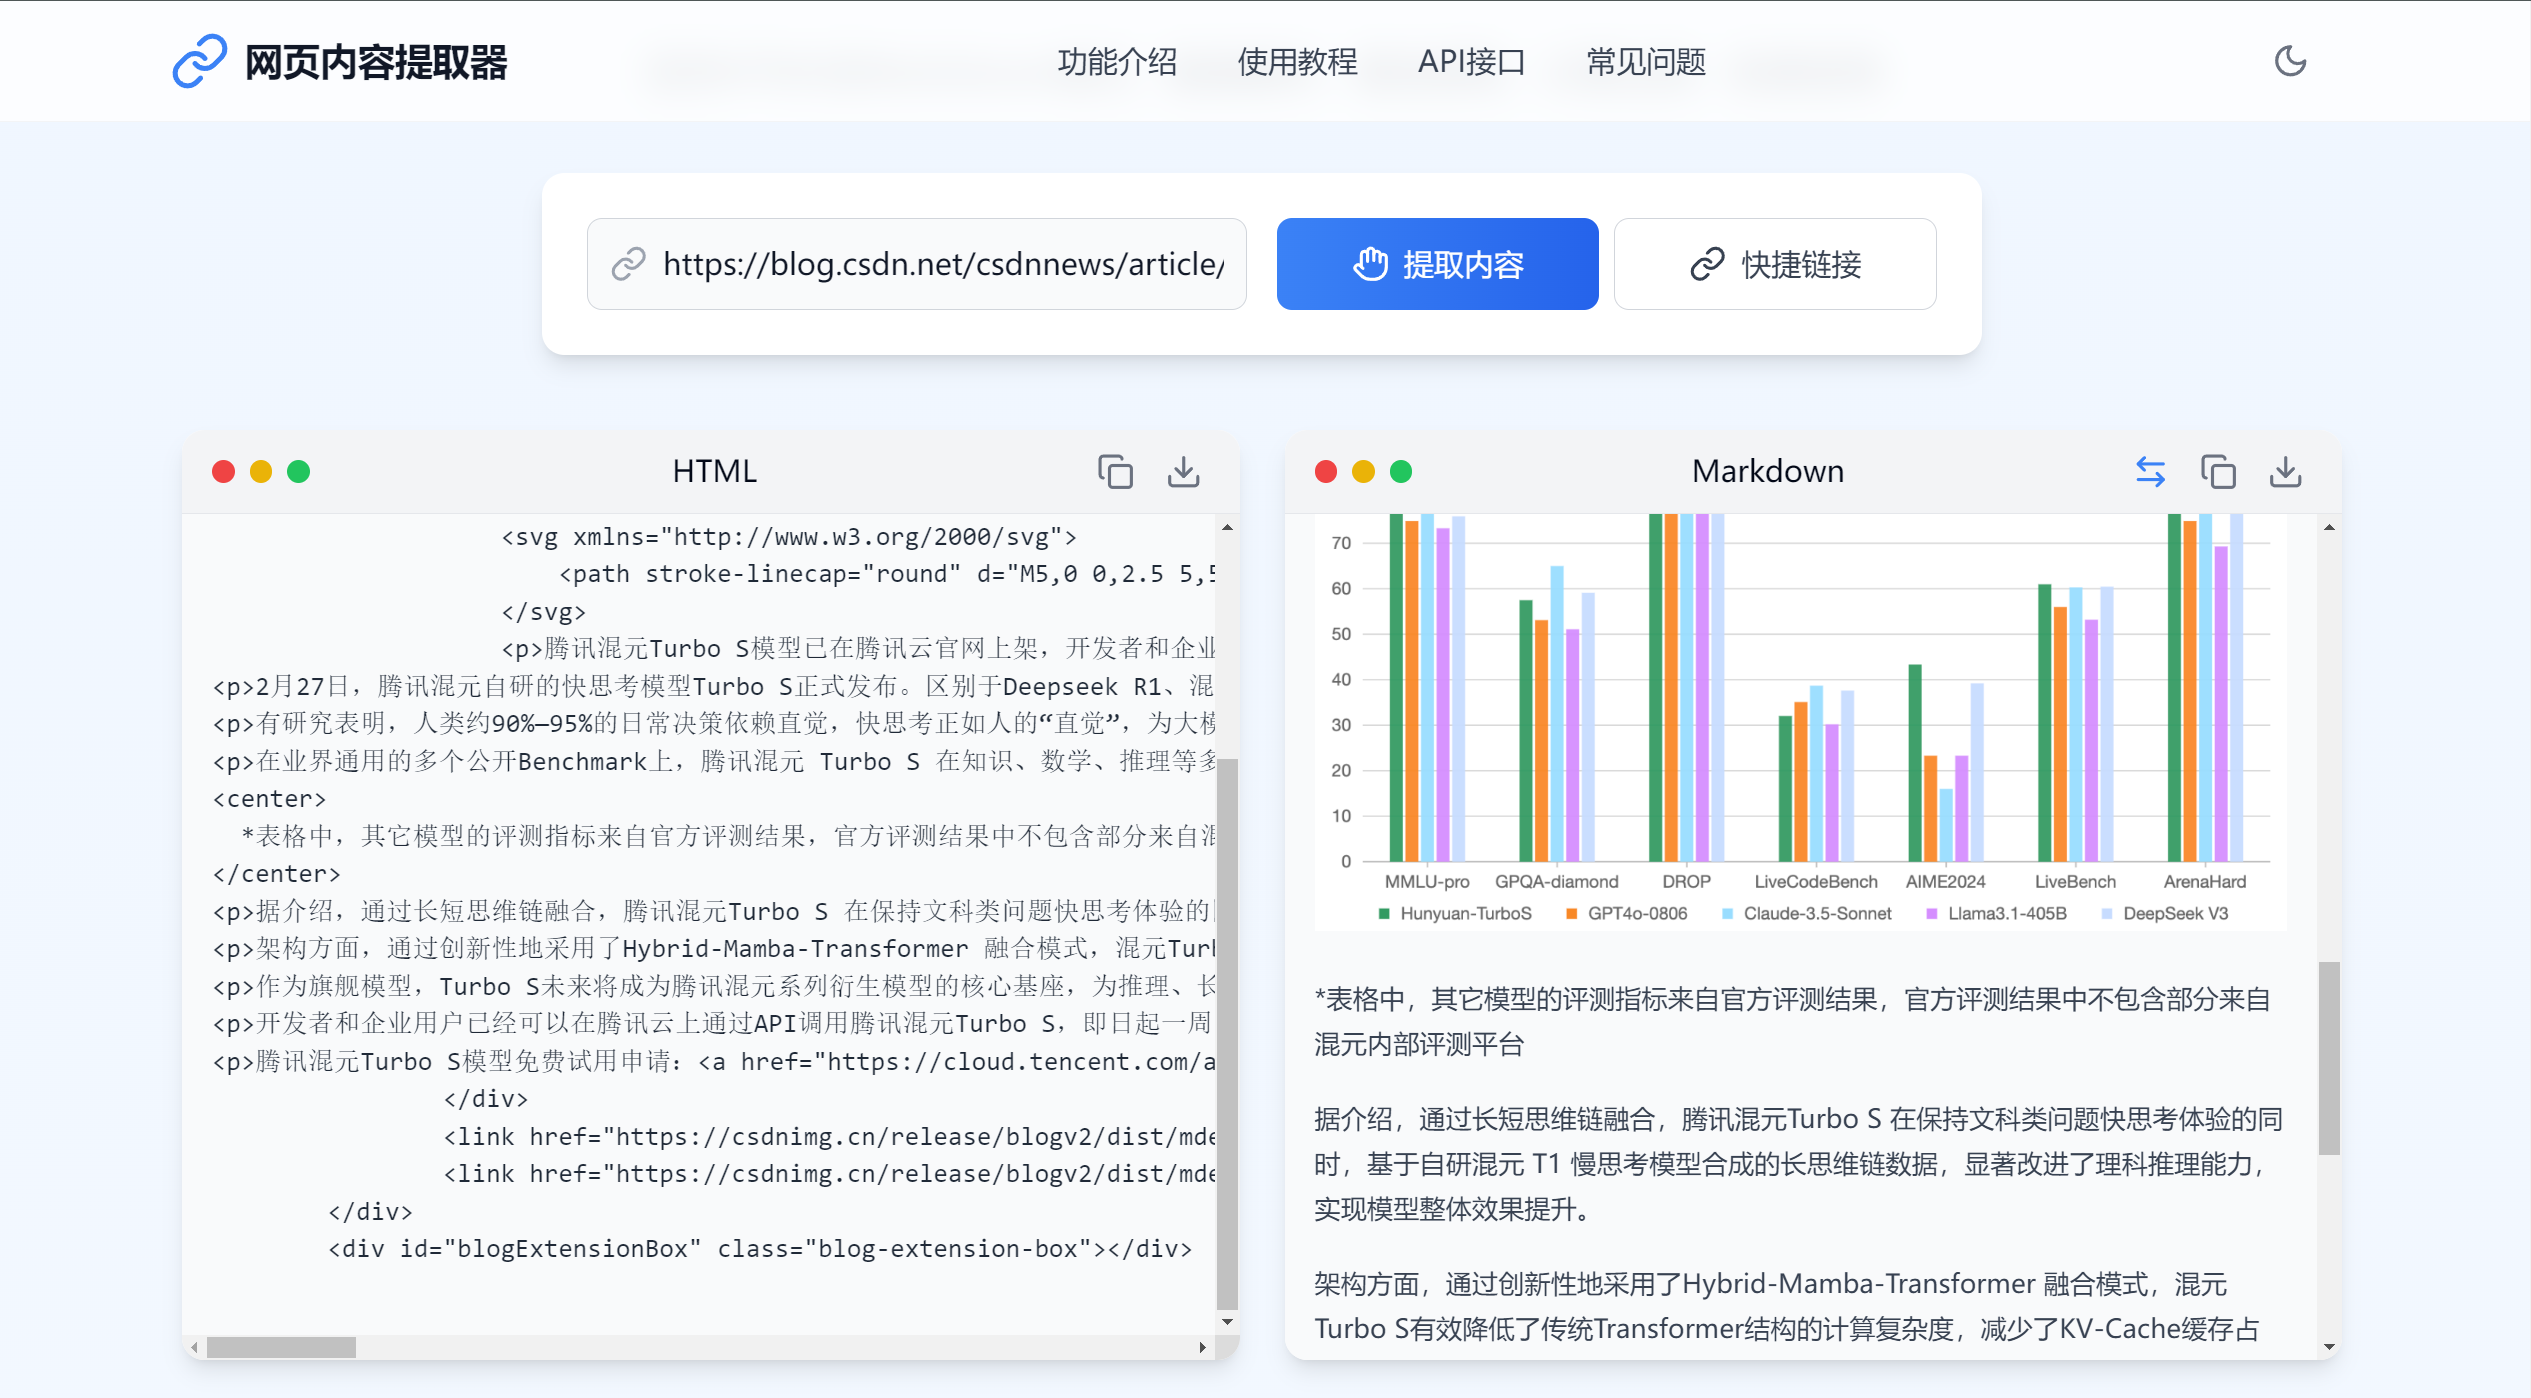 网页内容提取器
功能介绍 使用教程 API接口 常见问题
https://blog.csdn.net/csdnnews/article/
提取内容
快捷链接
HTML
<svg xmlns="http://www.w3.org/2000/svg">
<path stroke-linecap="round" d="M5,0 0,2.5 5,5
</svg>
<p>腾讯混元Turbo S模型已在腾讯云官网上架，开发者和企业
<p>2月27日，腾讯混元自研的快思考模型Turbo S正式发布。区别于Deepseek R1、混
<p>有研究表明，人类约90%—95%的日常决策依赖直觉，快思考正如人的“直觉”，为大模
<p>在业界通用的多个公开Benchmark上，腾讯混元 Turbo S 在知识、数学、推理等多
<center>
*表格中，其它模型的评测指标来自官方评测结果，官方评测结果中不包含部分来自混
</center>
<p>据介绍，通过长短思维链融合，腾讯混元Turbo S 在保持文科类问题快思考体验的
<p>架构方面，通过创新性地采用了Hybrid-Mamba-Transformer 融合模式，混元Turb
<p>作为旗舰模型，Turbo S未来将成为腾讯混元系列衍生模型的核心基座，为推理、长
<p>开发者和企业用户已经可以在腾讯云上通过API调用腾讯混元Turbo S，即日起一周
<p>腾讯混元Turbo S模型免费试用申请：<a href="https://cloud.tencent.com/a
</div>
<link href="https://csdnimg.cn/release/blogv2/dist/mde
<link href="https://csdnimg.cn/release/blogv2/dist/mde
</div>
<div id="blogExtensionBox" class="blog-extension-box"></div>
Markdown
70
60
50
40
30
20
10
0
MMLU-pro GPQA-diamond DROP LiveCodeBench AIME2024 LiveBench ArenaHard
Hunyuan-TurboS GPT4o-0806 Claude-3.5-Sonnet Llama3.1-405B DeepSeek V3
*表格中，其它模型的评测指标来自官方评测结果，官方评测结果中不包含部分来自
混元内部评测平台
据介绍，通过长短思维链融合，腾讯混元Turbo S 在保持文科类问题快思考体验的同
时，基于自研混元 T1 慢思考模型合成的长思维链数据，显著改进了理科推理能力，
实现模型整体效果提升。
架构方面，通过创新性地采用了Hybrid-Mamba-Transformer 融合模式，混元
Turbo S有效降低了传统Transformer结构的计算复杂度，减少了KV-Cache缓存占